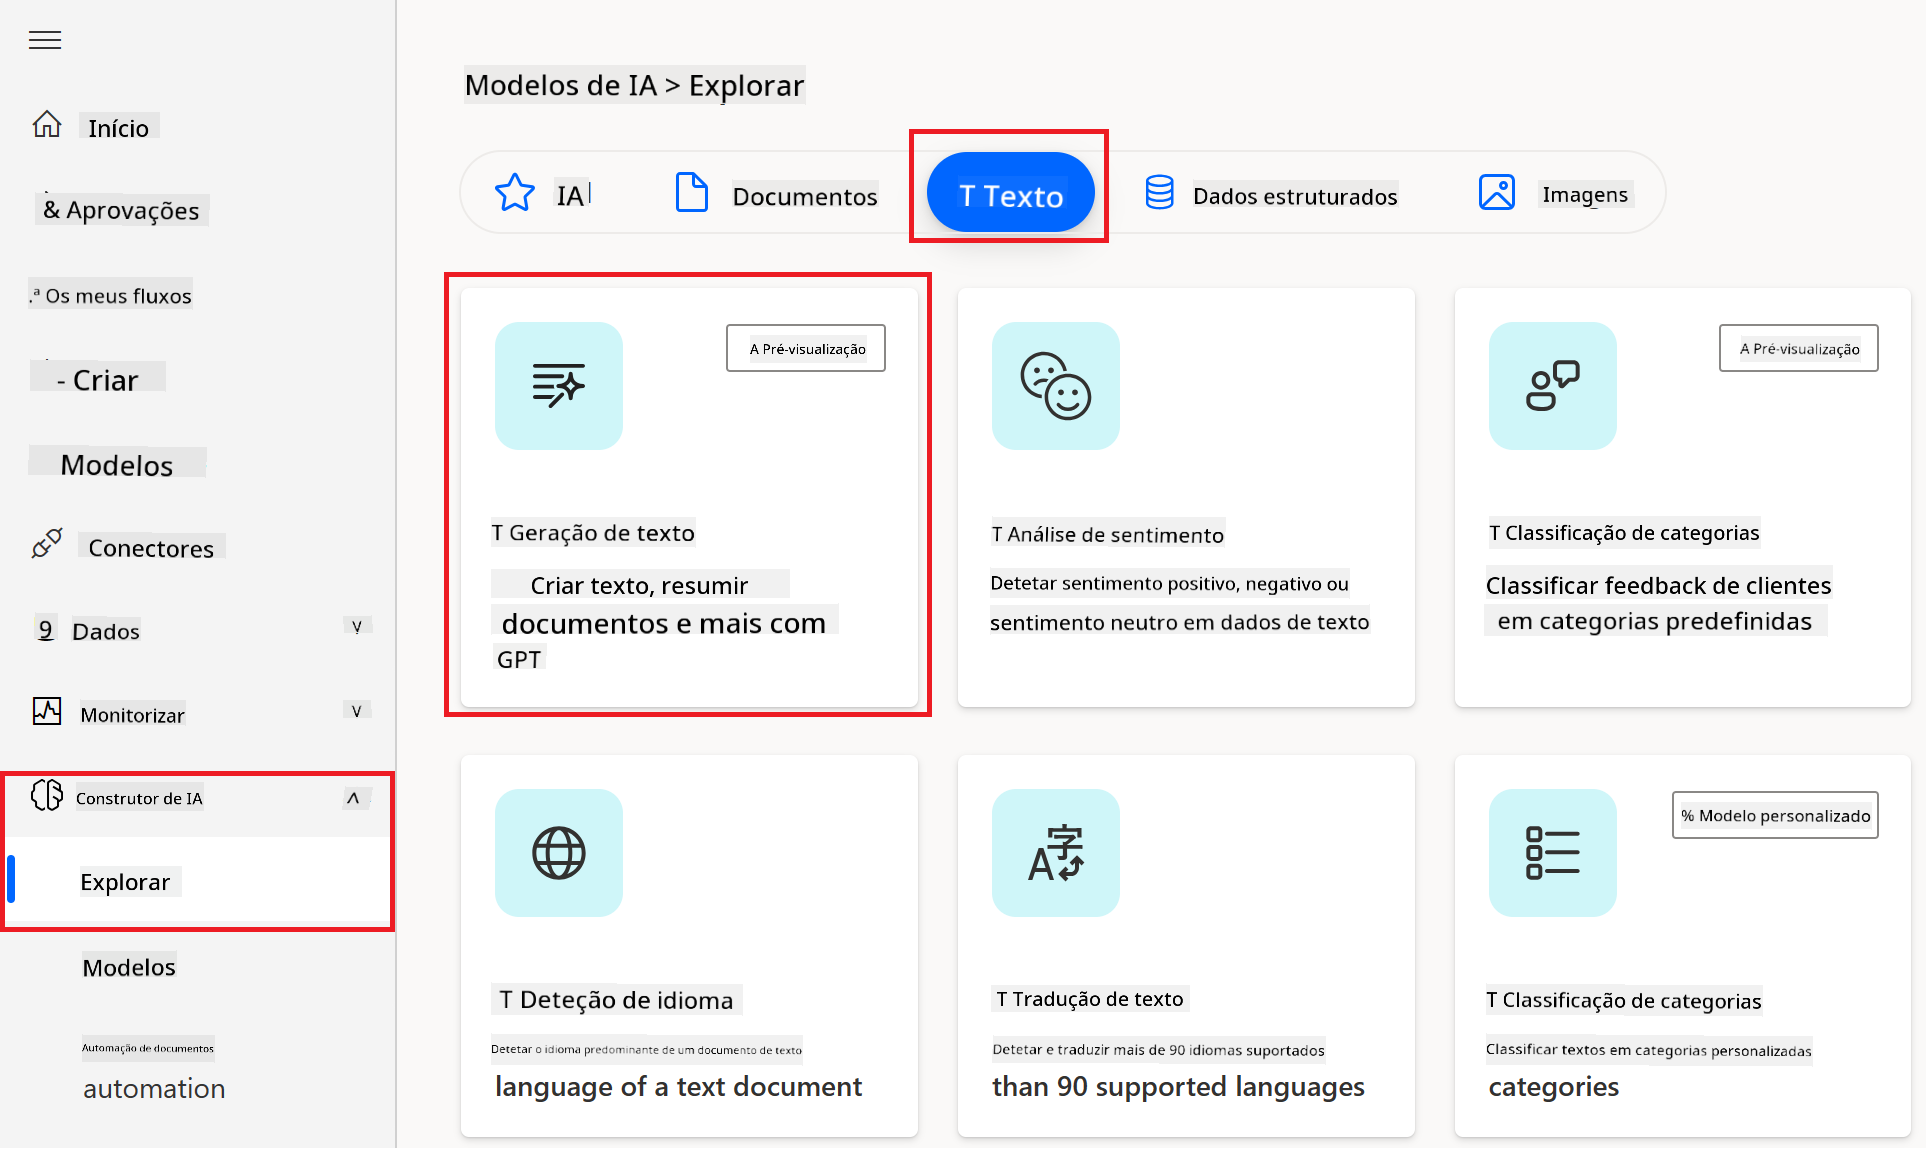 Início
& Aprovações
.ª Os meus fluxos
- Criar
Modelos
Conectores
9 Dados
Monitorizar
Construtor de IA
Explorar
Modelos
Automação de documentos
automation
Modelos de IA > Explorar
IA
Documentos
T Texto
Dados estruturados
Imagens
A Pré-visualização
T Geração de texto
Criar texto, resumir
documentos e mais com
GPT
T Análise de sentimento
Detetar sentimento positivo, negativo ou
sentimento neutro em dados de texto
A Pré-visualização
T Classificação de categorias
Classificar feedback de clientes
em categorias predefinidas
T Deteção de idioma
Detetar o idioma predominante de um documento de texto
language of a text document
字
A
T Tradução de texto
Detetar e traduzir mais de 90 idiomas suportados
than 90 supported languages
% Modelo personalizado
T Classificação de categorias
Classificar textos em categorias personalizadas
categories